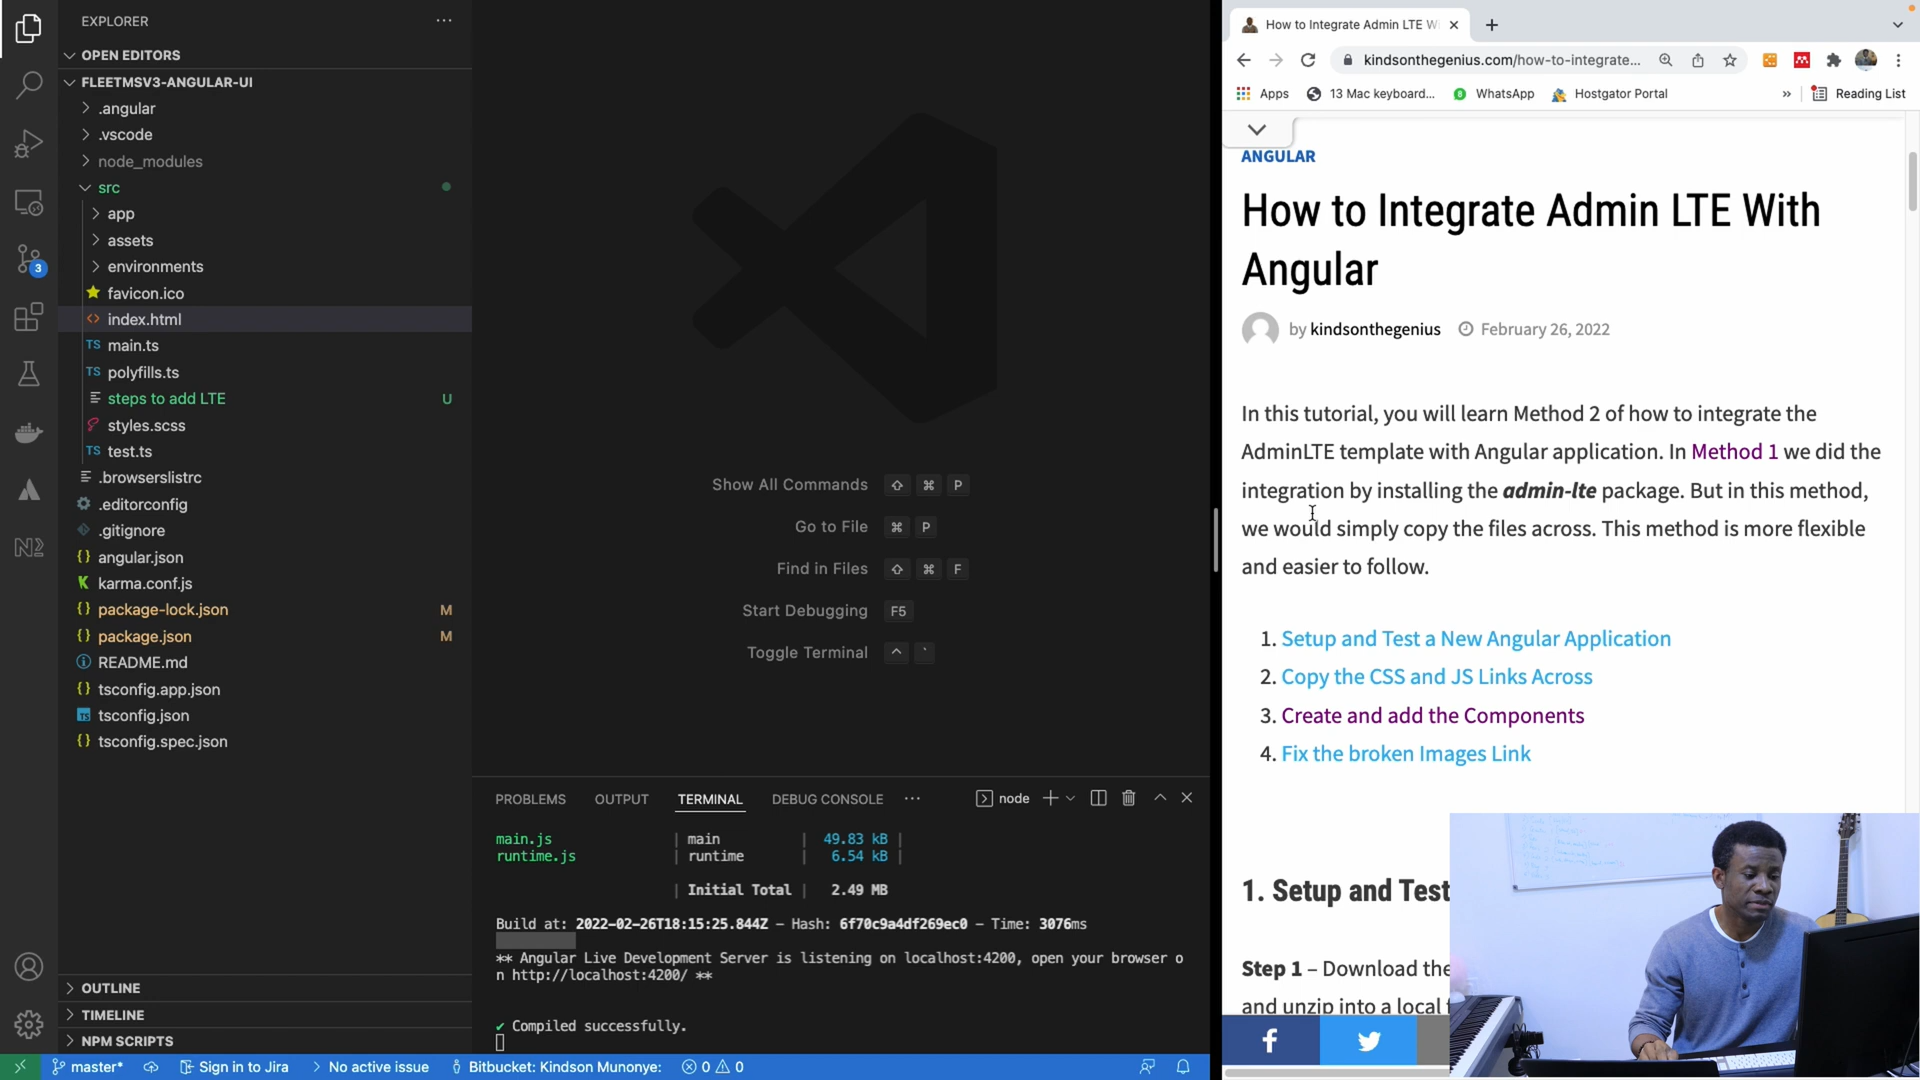 EXPLORER
OPEN EDITORS
FLEETMSV3-ANGULAR-UI
.angular
.vscode
node_modules
src
app
assets
environments
favicon.ico
index.html
TS main.ts
TS polyfills.ts
steps to add LTE U
styles.scss
TS test.ts
.browserslistrc
.editorconfig
.gitignore
{} angular.json
K karma.conf.js
{} package-lock.json M
{} package.json M
README.md
{} tsconfig.app.json
TS tsconfig.json
{} tsconfig.spec.json
OUTLINE
TIMELINE
NPM SCRIPTS
3
Show All Commands ⇧ ⌘ P
Go to File ⌘ P
Find in Files ⇧ ⌘ F
Start Debugging F5
Toggle Terminal ^ `
PROBLEMS OUTPUT TERMINAL DEBUG CONSOLE ··· node
main.js | main | 49.83 kB |
runtime.js | runtime | 6.54 kB |
| Initial Total | 2.49 MB
Build at: 2022-02-26T18:15:25.844Z - Hash: 6f70c9a4df269ec0 - Time: 3076ms
** Angular Live Development Server is listening on localhost:4200, open your browser o
n http://localhost:4200/ **
✔ Compiled successfully.
master* Sign in to Jira No active issue Bitbucket: Kindson Munonye: 0 0
How to Integrate Admin LTE W
kindsonthegenius.com/how-to-integrate...
Apps 13 Mac keyboard... WhatsApp Hostgator Portal » Reading List
ANGULAR
How to Integrate Admin LTE With
Angular
by kindsonthegenius February 26, 2022
In this tutorial, you will learn Method 2 of how to integrate the
AdminLTE template with Angular application. In Method 1 we did the
integration by installing the admin-lte package. But in this method,
we would simply copy the files across. This method is more flexible
and easier to follow.
1. Setup and Test a New Angular Application
2. Copy the CSS and JS Links Across
3. Create and add the Components
4. Fix the broken Images Link
1. Setup and Test
Step 1 – Download the
and unzip into a local